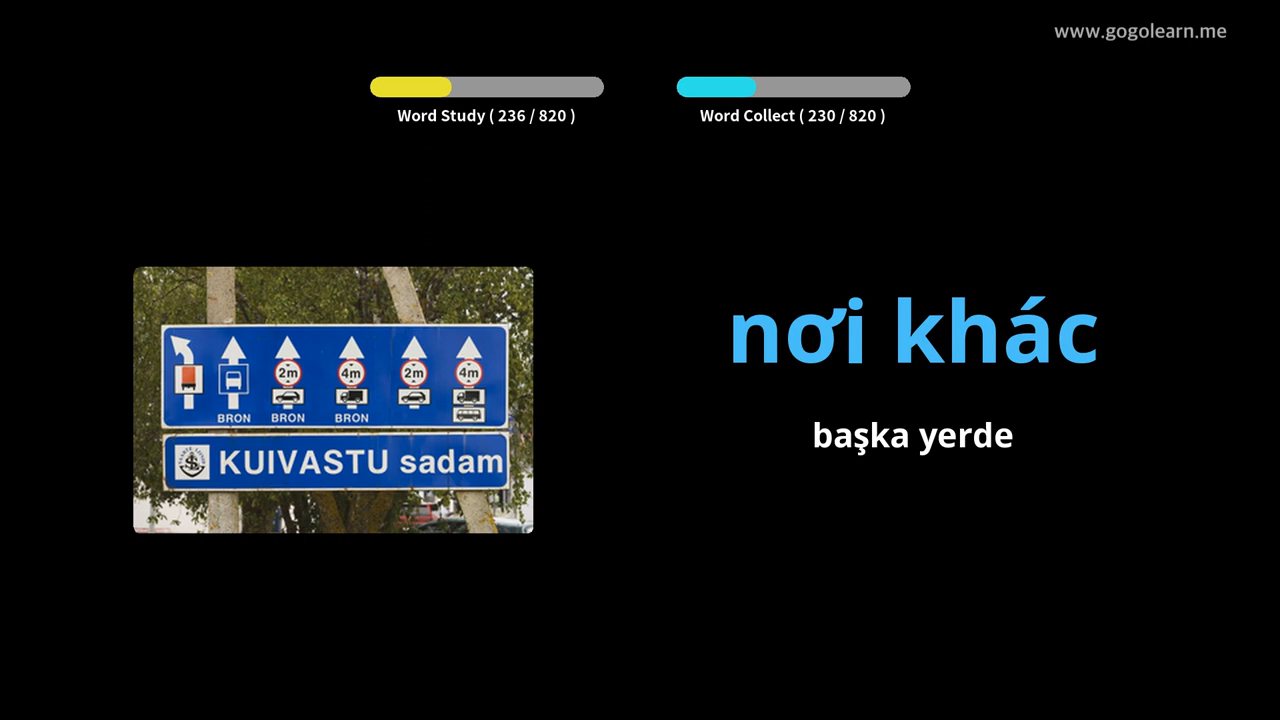 www.gogolearn.me
Word Study ( 236 / 820 )
Word Collect ( 230 / 820 )
2m 4m 2m 4m
BRON BRON BRON
KUIVASTU sadam
nơi khác
başka yerde